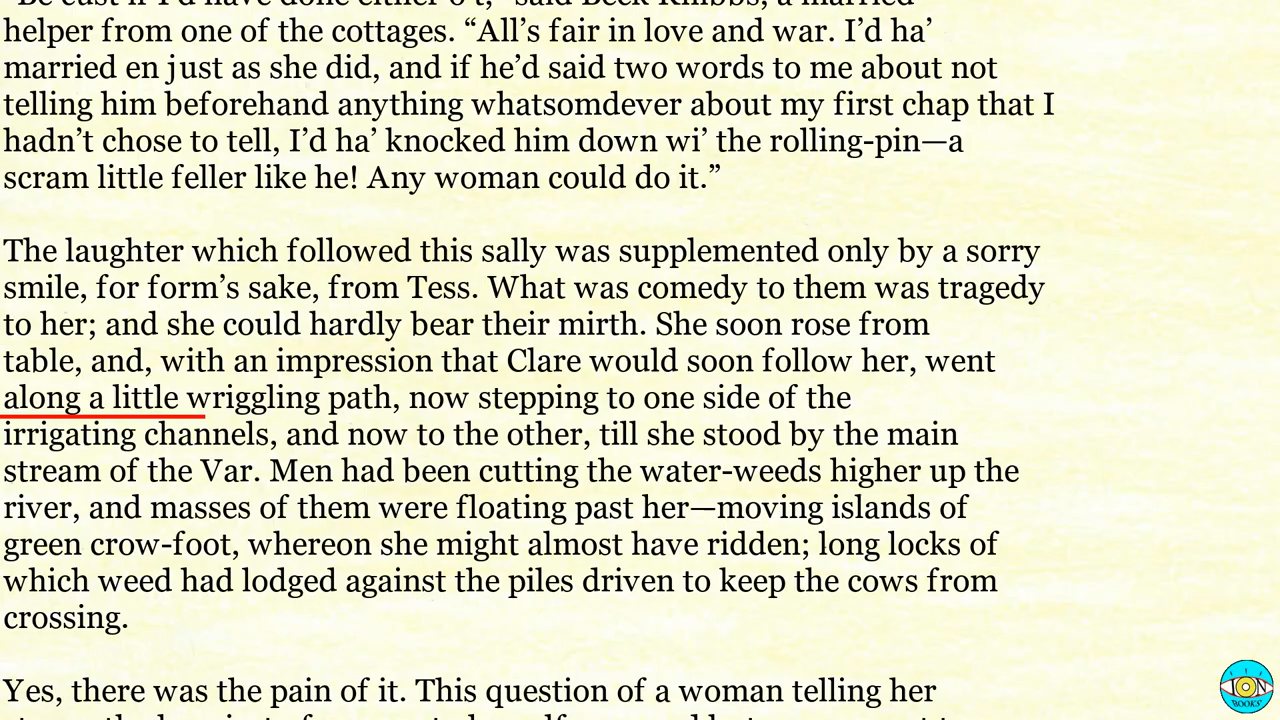 helper from one of the cottages. “All’s fair in love and war. I’d ha’
married en just as she did, and if he’d said two words to me about not
telling him beforehand anything whatsomdever about my first chap that I
hadn’t chose to tell, I’d ha’ knocked him down wi’ the rolling-pin—a
scram little feller like he! Any woman could do it.”
The laughter which followed this sally was supplemented only by a sorry
smile, for form’s sake, from Tess. What was comedy to them was tragedy
to her; and she could hardly bear their mirth. She soon rose from
table, and, with an impression that Clare would soon follow her, went
along a little wriggling path, now stepping to one side of the
irrigating channels, and now to the other, till she stood by the main
stream of the Var. Men had been cutting the water-weeds higher up the
river, and masses of them were floating past her—moving islands of
green crow-foot, whereon she might almost have ridden; long locks of
which weed had lodged against the piles driven to keep the cows from
crossing.
Yes, there was the pain of it. This question of a woman telling her
ION
BOOKS